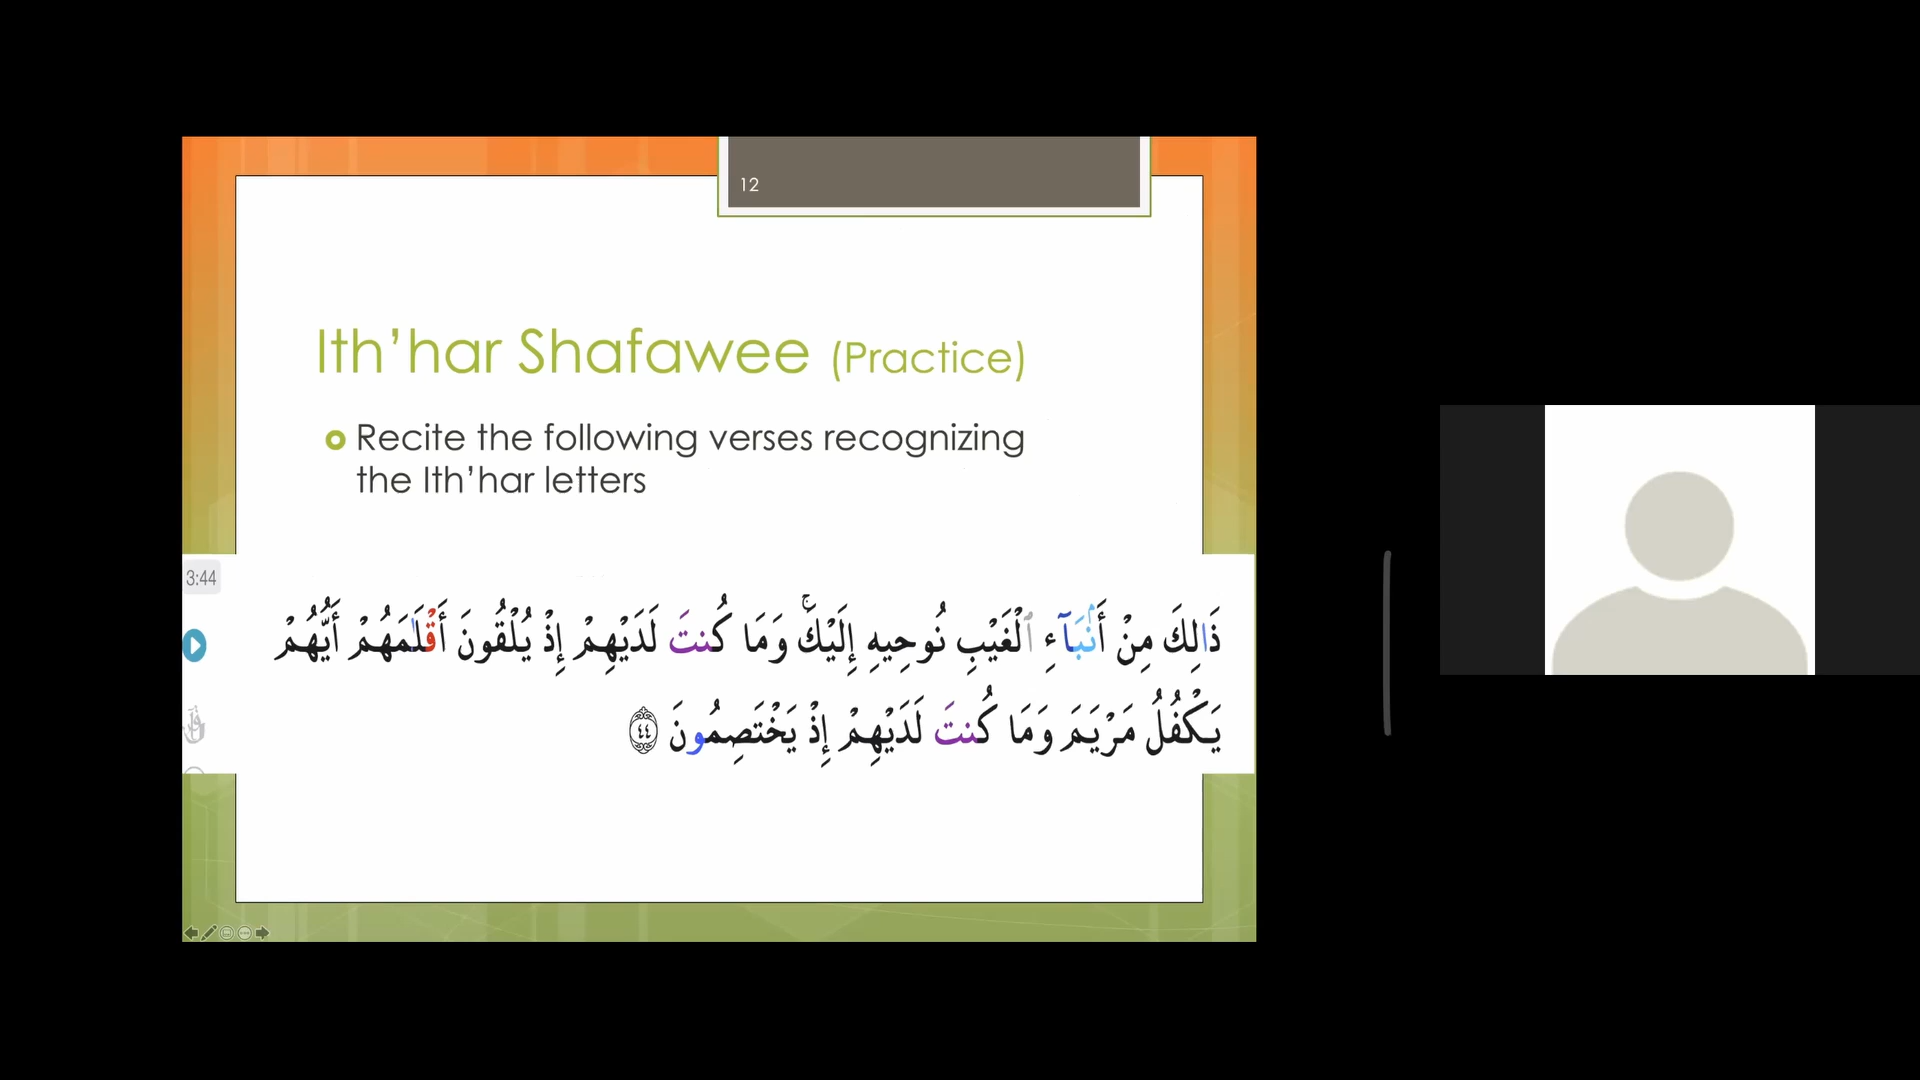 12
Ith’har Shafawee (Practice)
Recite the following verses recognizing
the Ith’har letters
3:44
ذَٰلِكَ مِنْ أَنۢبَآءِ ٱلْغَيْبِ نُوحِيهِ إِلَيْكَ ۚ وَمَا كُنتَ لَدَيْهِمْ إِذْ يُلْقُونَ أَقْلَٰمَهُمْ أَيُّهُمْ
يَكْفُلُ مَرْيَمَ وَمَا كُنتَ لَدَيْهِمْ إِذْ يَخْتَصِمُونَ ٤٤